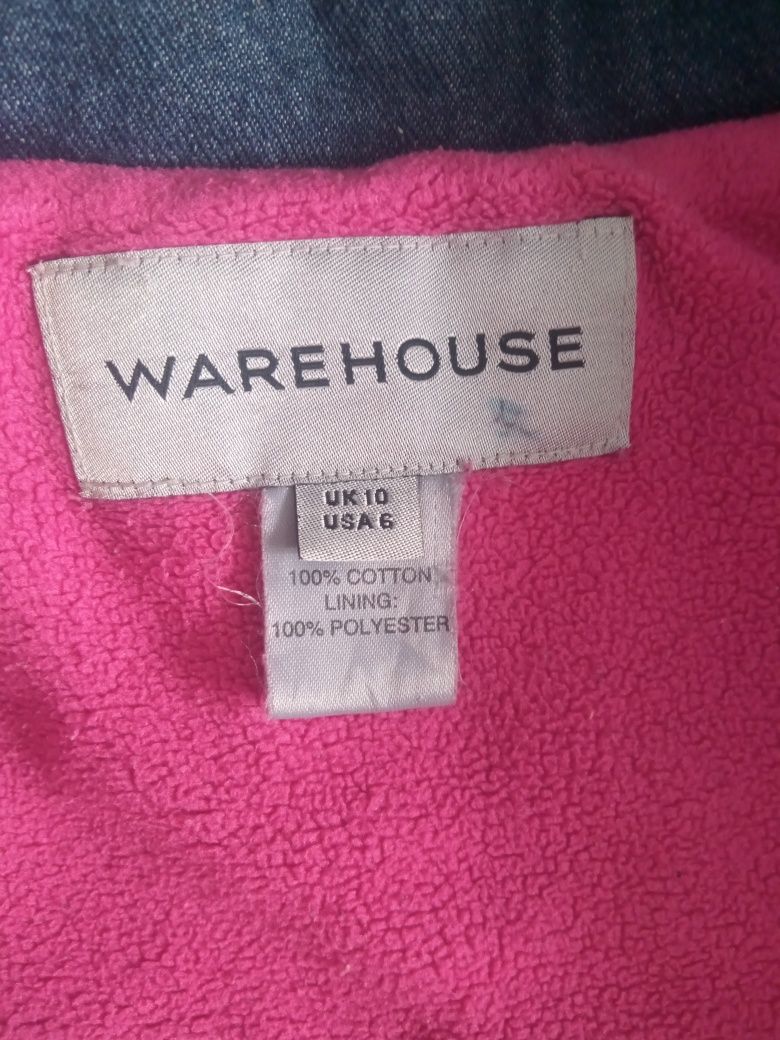 WAREHOUSE
UK 10
USA 6
100% COTTON
LINING:
100% POLYESTER